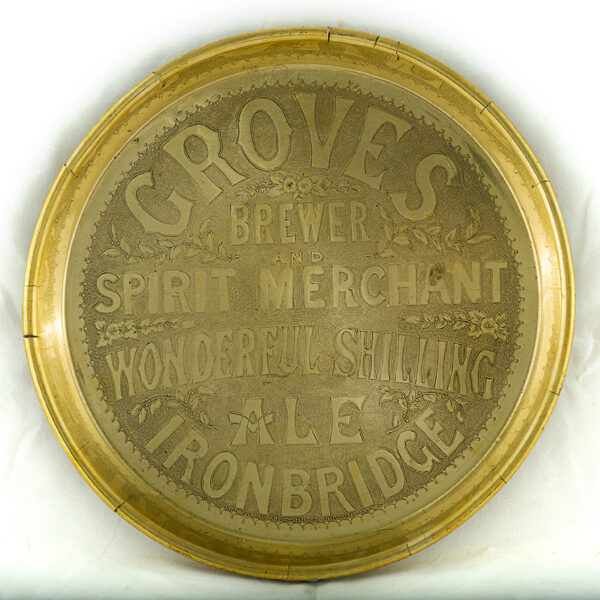 GROVES
BREWER
AND
SPIRIT MERCHANT
WONDERFUL SHILLING
ALE
IRONBRIDGE